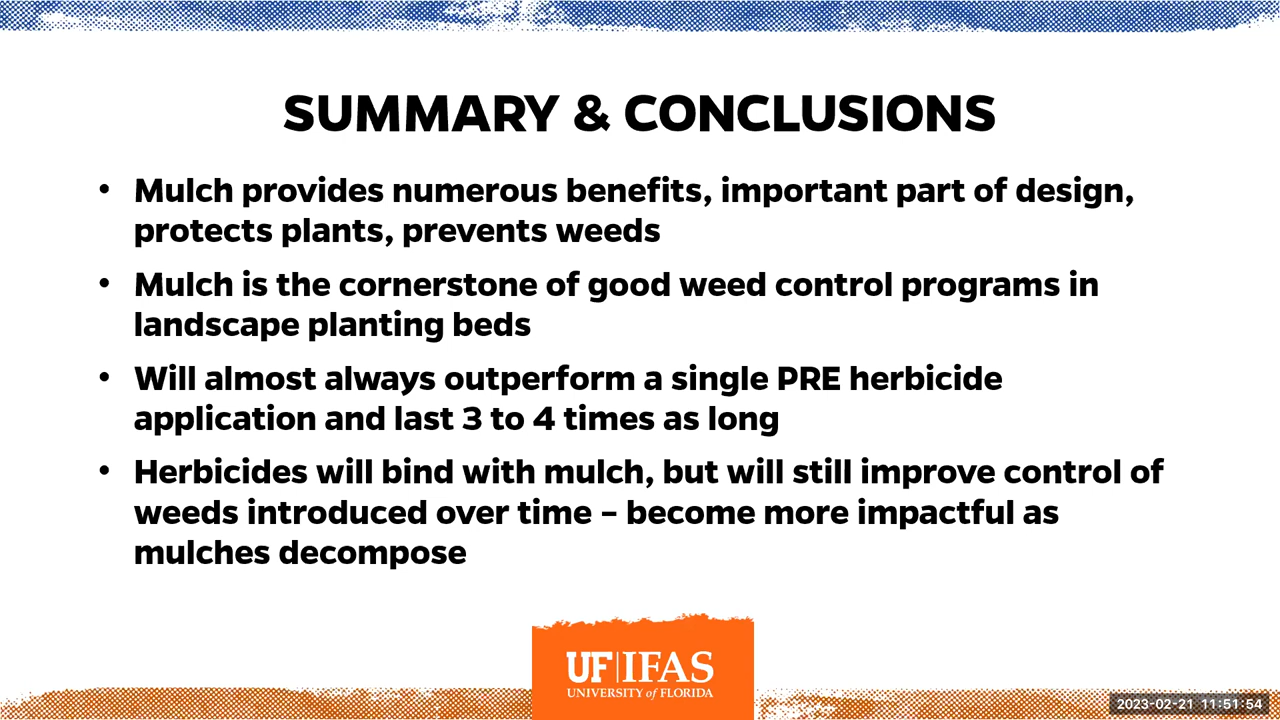 SUMMARY & CONCLUSIONS
• Mulch provides numerous benefits, important part of design,
protects plants, prevents weeds
• Mulch is the cornerstone of good weed control programs in
landscape planting beds
• Will almost always outperform a single PRE herbicide
application and last 3 to 4 times as long
• Herbicides will bind with mulch, but will still improve control of
weeds introduced over time – become more impactful as
mulches decompose
UF|IFAS
UNIVERSITY of FLORIDA
2023-02-21 11:51:54